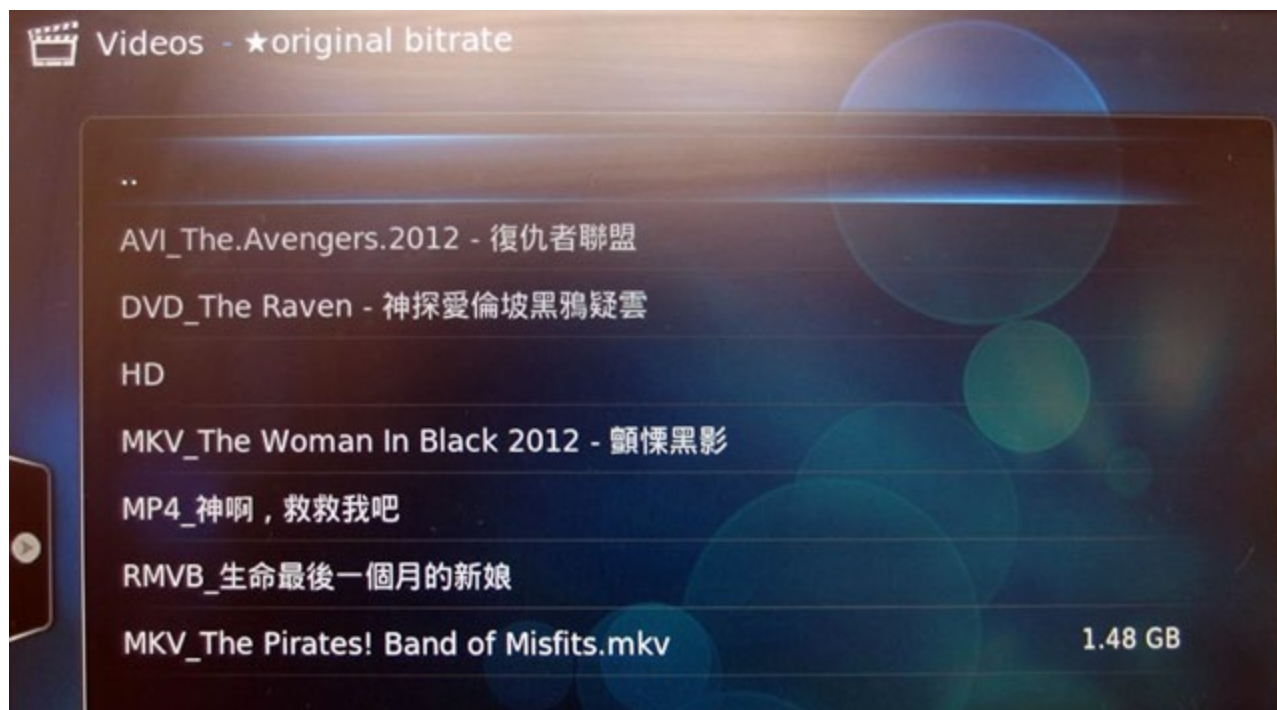 Videos - ★original bitrate
..
AVI_The.Avengers.2012 - 復仇者聯盟
DVD_The Raven - 神探愛倫坡黑鴉疑雲
HD
MKV_The Woman In Black 2012 - 顫慄黑影
MP4_神啊，救救我吧
RMVB_生命最後一個月的新娘
MKV_The Pirates! Band of Misfits.mkv 1.48 GB